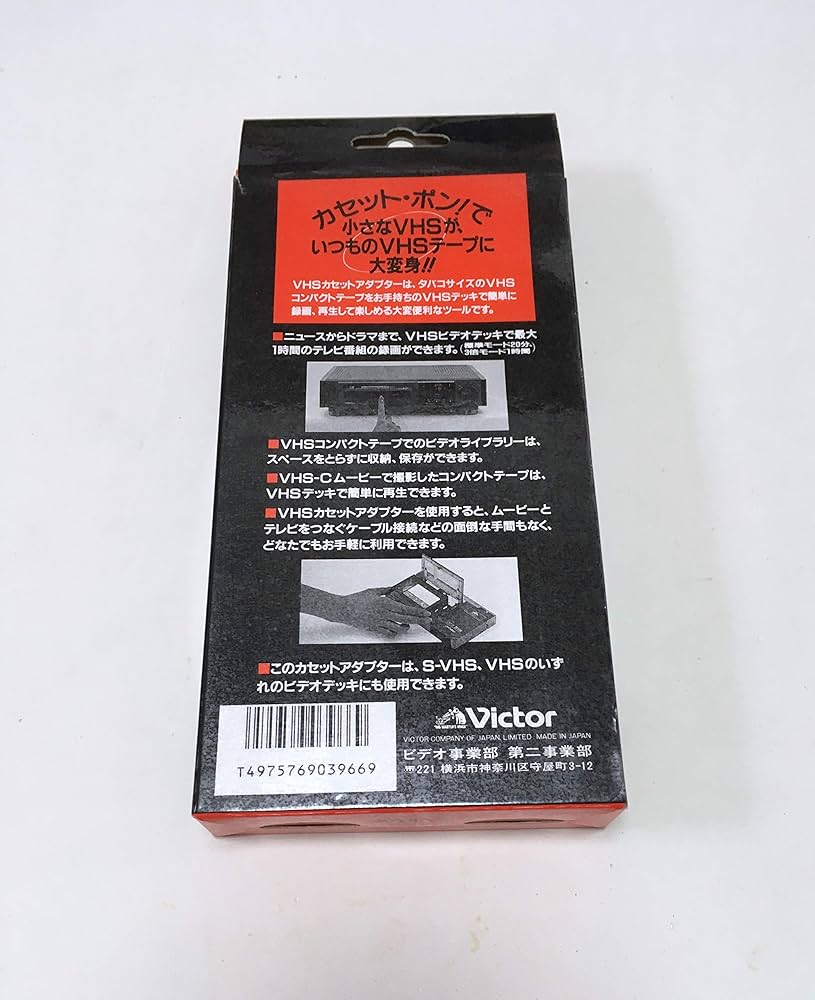 カセット・ポン!で
小さなVHSが、
いつものVHSテープに
大変身!!
VHSカセットアダプターは、タバコサイズのVHS
コンパクトテープをお手持ちのVHSデッキで簡単に
録画、再生して楽しめる大変便利なツールです。
■ニュースからドラマまで、VHSビデオデッキで最大
1時間のテレビ番組の録画ができます。(標準モード20分、3倍モード1時間)
■VHSコンパクトテープでのビデオライブラリーは、
スペースをとらずに収納、保存ができます。
■VHS-Cムービーで撮影したコンパクトテープは、
VHSデッキで簡単に再生できます。
■VHSカセットアダプターを使用すると、ムービーと
テレビをつなぐケーブル接続などの面倒な手間もなく、
どなたでもお手軽に利用できます。
■このカセットアダプターは、S-VHS、VHSのいず
れのビデオデッキにも使用できます。
Victor
VICTOR COMPANY OF JAPAN, LIMITED MADE IN JAPAN
ビデオ事業部 第二事業部
〒221 横浜市神奈川区守屋町3-12
T4975769039669